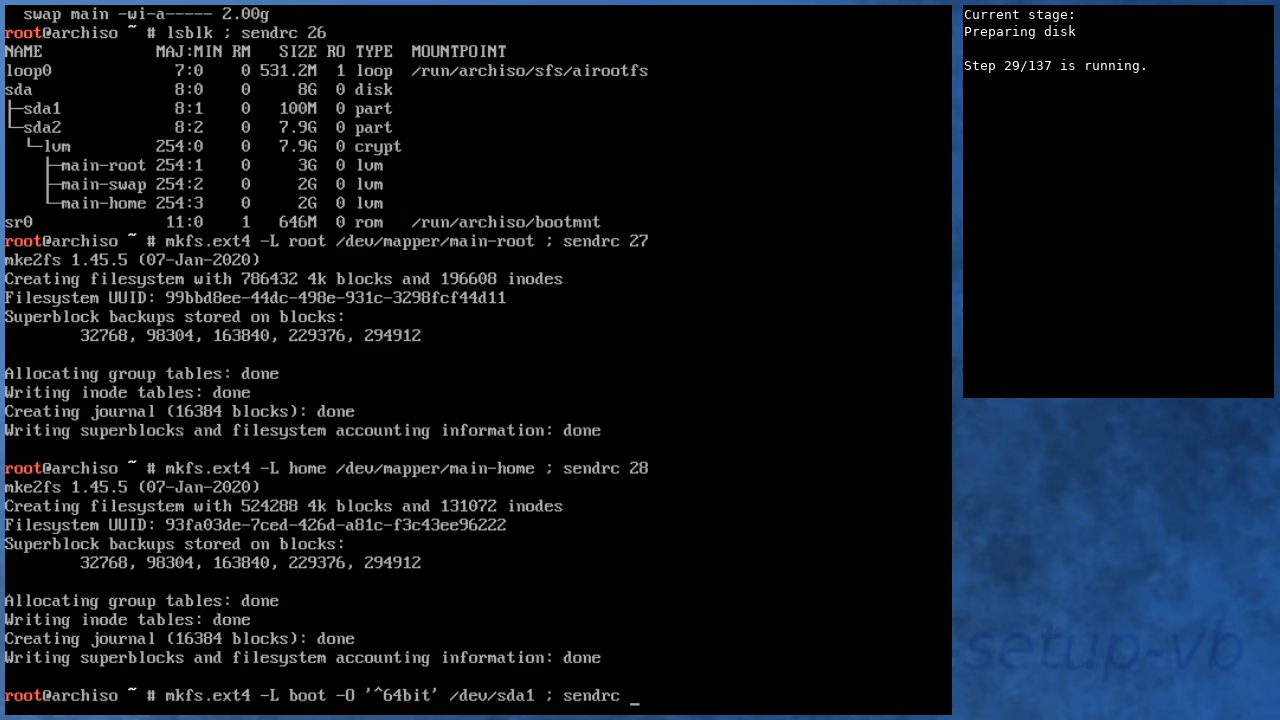 swap main -wi-a----- 2.00g
root@archiso ~ # lsblk ; sendrc 26
NAME            MAJ:MIN RM   SIZE RO TYPE  MOUNTPOINT
loop0             7:0    0 531.2M  1 loop  /run/archiso/sfs/airootfs
sda               8:0    0     8G  0 disk
├─sda1            8:1    0   100M  0 part
└─sda2            8:2    0   7.9G  0 part
  └─lvm         254:0    0   7.9G  0 crypt
    ├─main-root 254:1    0     3G  0 lvm
    ├─main-swap 254:2    0     2G  0 lvm
    └─main-home 254:3    0     2G  0 lvm
sr0              11:0    1   646M  0 rom   /run/archiso/bootmnt
root@archiso ~ # mkfs.ext4 -L root /dev/mapper/main-root ; sendrc 27
mke2fs 1.45.5 (07-Jan-2020)
Creating filesystem with 786432 4k blocks and 196608 inodes
Filesystem UUID: 99bbd8ee-44dc-498e-931c-3298fcf44d11
Superblock backups stored on blocks:
        32768, 98304, 163840, 229376, 294912

Allocating group tables: done
Writing inode tables: done
Creating journal (16384 blocks): done
Writing superblocks and filesystem accounting information: done

root@archiso ~ # mkfs.ext4 -L home /dev/mapper/main-home ; sendrc 28
mke2fs 1.45.5 (07-Jan-2020)
Creating filesystem with 524288 4k blocks and 131072 inodes
Filesystem UUID: 93fa03de-7ced-426d-a81c-f3c43ee96222
Superblock backups stored on blocks:
        32768, 98304, 163840, 229376, 294912

Allocating group tables: done
Writing inode tables: done
Creating journal (16384 blocks): done
Writing superblocks and filesystem accounting information: done

root@archiso ~ # mkfs.ext4 -L boot -O '^64bit' /dev/sda1 ; sendrc _
Current stage:
Preparing disk

Step 29/137 is running.
setup-vb